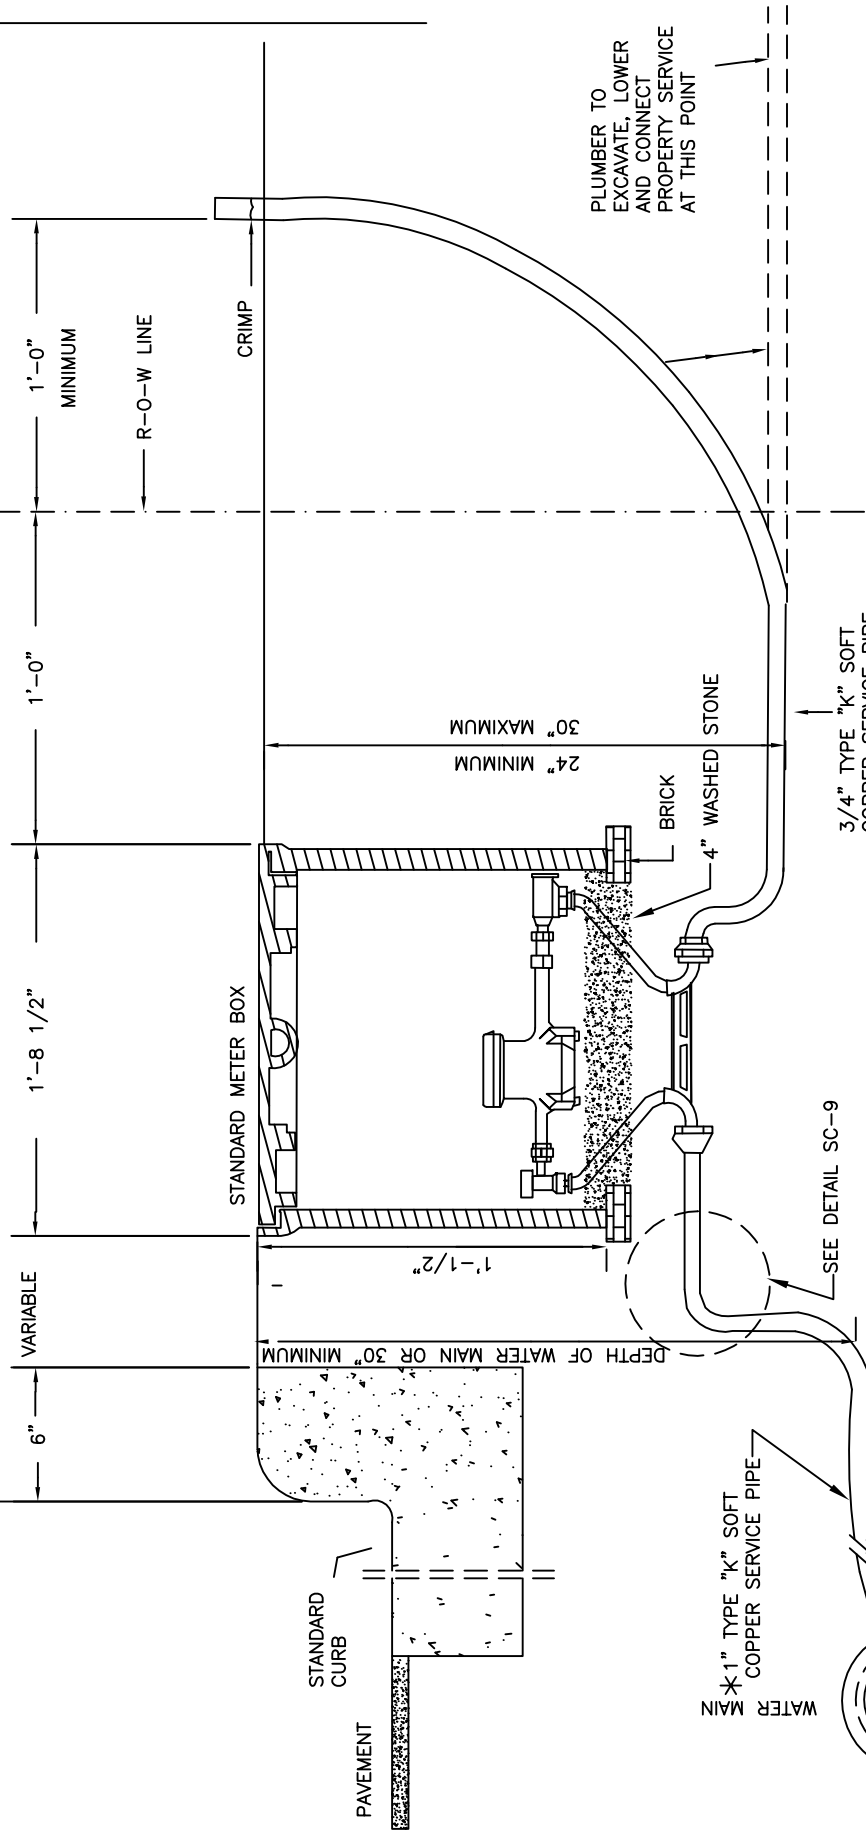 6"
VARIABLE
1'-8 1/2"
1'-0"
1'-0"
MINIMUM
R-O-W LINE
CRIMP
STANDARD METER BOX
STANDARD
CURB
PAVEMENT
1'-1/2"
DEPTH OF WATER MAIN OR 30" MINIMUM
24" MINIMUM
30" MAXIMUM
BRICK
4" WASHED STONE
PLUMBER TO
EXCAVATE, LOWER
AND CONNECT
PROPERTY SERVICE
AT THIS POINT
SEE DETAIL SC-9
3/4" TYPE "K" SOFT
COPPER SERVICE PIPE
*1" TYPE "K" SOFT
COPPER SERVICE PIPE
WATER MAIN